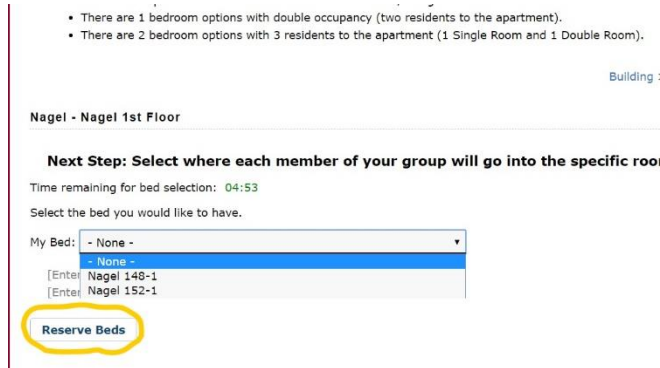 • There are 1 bedroom options with double occupancy (two residents to the apartment).
• There are 2 bedroom options with 3 residents to the apartment (1 Single Room and 1 Double Room).
Building
Nagel - Nagel 1st Floor
Next Step: Select where each member of your group will go into the specific
Time remaining for bed selection: 04:53
Select the bed you would like to have.
My Bed: - None -
- None -
[Enter Nagel 148-1
[Enter Nagel 152-1
Reserve Beds